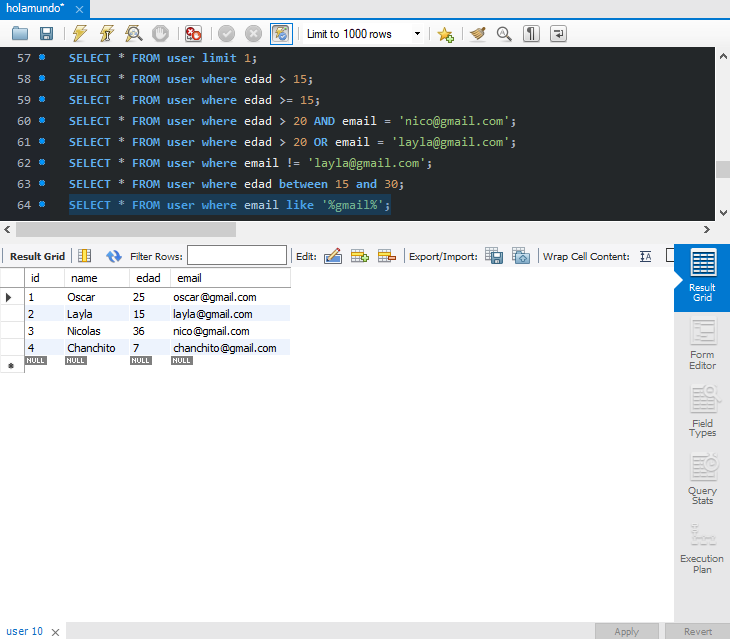 holamundo*
Limit to 1000 rows
57 SELECT * FROM user limit 1;
58 SELECT * FROM user where edad > 15;
59 SELECT * FROM user where edad >= 15;
60 SELECT * FROM user where edad > 20 AND email = 'nico@gmail.com';
61 SELECT * FROM user where edad > 20 OR email = 'layla@gmail.com';
62 SELECT * FROM user where email != 'layla@gmail.com';
63 SELECT * FROM user where edad between 15 and 30;
64 SELECT * FROM user where email like '%gmail%';
Result Grid Filter Rows: Edit: Export/Import: Wrap Cell Content:
id name edad email
1 Oscar 25 oscar@gmail.com
2 Layla 15 layla@gmail.com
3 Nicolas 36 nico@gmail.com
4 Chanchito 7 chanchito@gmail.com
NULL NULL NULL NULL
Result
Grid
Form
Editor
Field
Types
Query
Stats
Execution
Plan
user 10 Apply Revert